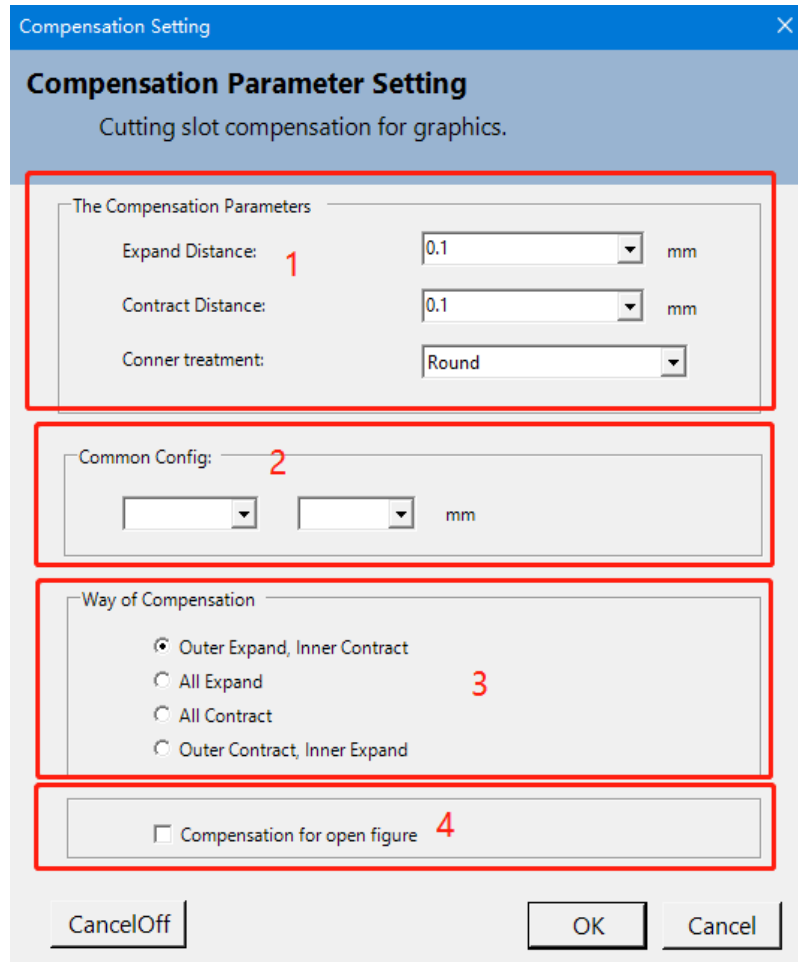 Compensation Setting
Compensation Parameter Setting
Cutting slot compensation for graphics.
The Compensation Parameters
Expand Distance: 1 0.1 mm
Contract Distance: 0.1 mm
Conner treatment: Round
Common Config: 2
mm
Way of Compensation
Outer Expand, Inner Contract
All Expand 3
All Contract
Outer Contract, Inner Expand
Compensation for open figure 4
CancelOff OK Cancel